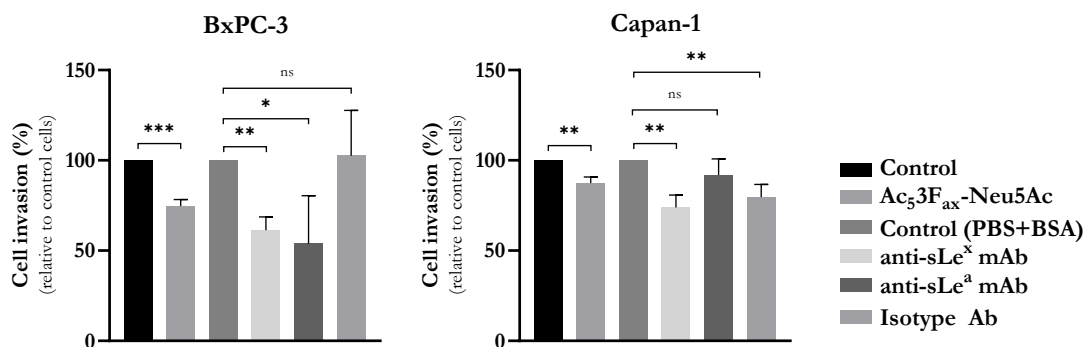 BxPC-3
Cell invasion (%)
(relative to control cells)
150
100
50
0
***
**
*
ns
Capan-1
Cell invasion (%)
(relative to control cells)
150
100
50
0
**
**
ns
**
Control
Ac₅3Fₐₓ-Neu5Ac
Control (PBS+BSA)
anti-sLeˣ mAb
anti-sLeᵃ mAb
Isotype Ab